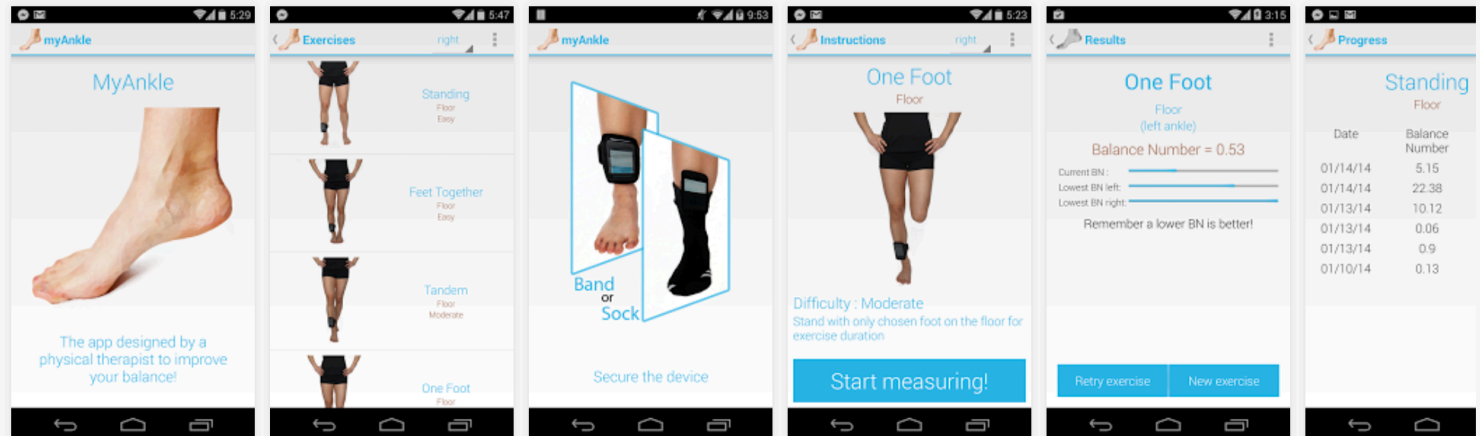 5:29
myAnkle
MyAnkle
The app designed by a
physical therapist to improve
your balance!
5:47
Exercises
right
Standing
Floor
Easy
Feet Together
Floor
Easy
Tandem
Floor
Moderate
One Foot
Floor
9:53
myAnkle
Band
or
Sock
Secure the device
5:23
Instructions
right
One Foot
Floor
Difficulty : Moderate
Stand with only chosen foot on the floor for
exercise duration
Start measuring!
3:15
Results
One Foot
Floor
(left ankle)
Balance Number = 0.53
Current BN :
Lowest BN left:
Lowest BN right:
Remember a lower BN is better!
Retry exercise
New exercise
Progress
Standing
Floor
Date Balance
Number
01/14/14 5.15
01/14/14 22.38
01/13/14 10.12
01/13/14 0.06
01/13/14 0.9
01/10/14 0.13